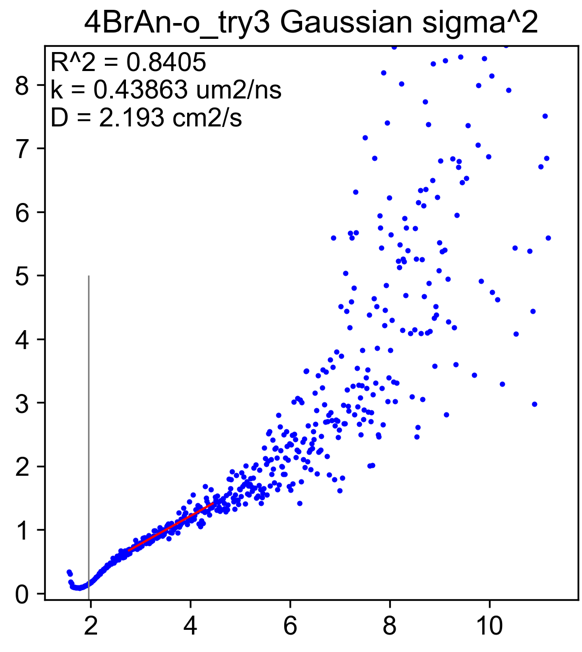 4BrAn-o_try3 Gaussian sigma^2
R^2 = 0.8405
k = 0.43863 um2/ns
D = 2.193 cm2/s
8
7
6
5
4
3
2
1
0
2 4 6 8 10